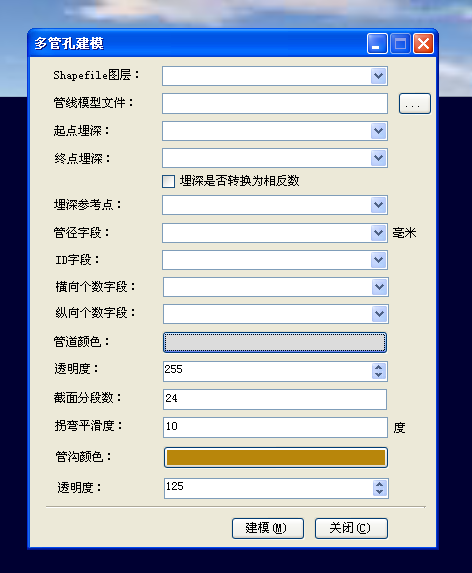 多管孔建模
Shapefile图层：
管线模型文件： ...
起点埋深：
终点埋深：
埋深是否转换为相反数
埋深参考点：
管径字段： 毫米
ID字段：
横向个数字段：
纵向个数字段：
管道颜色：
透明度： 255
截面分段数： 24
拐弯平滑度： 10 度
管沟颜色：
透明度： 125
建模(M) 关闭(C)